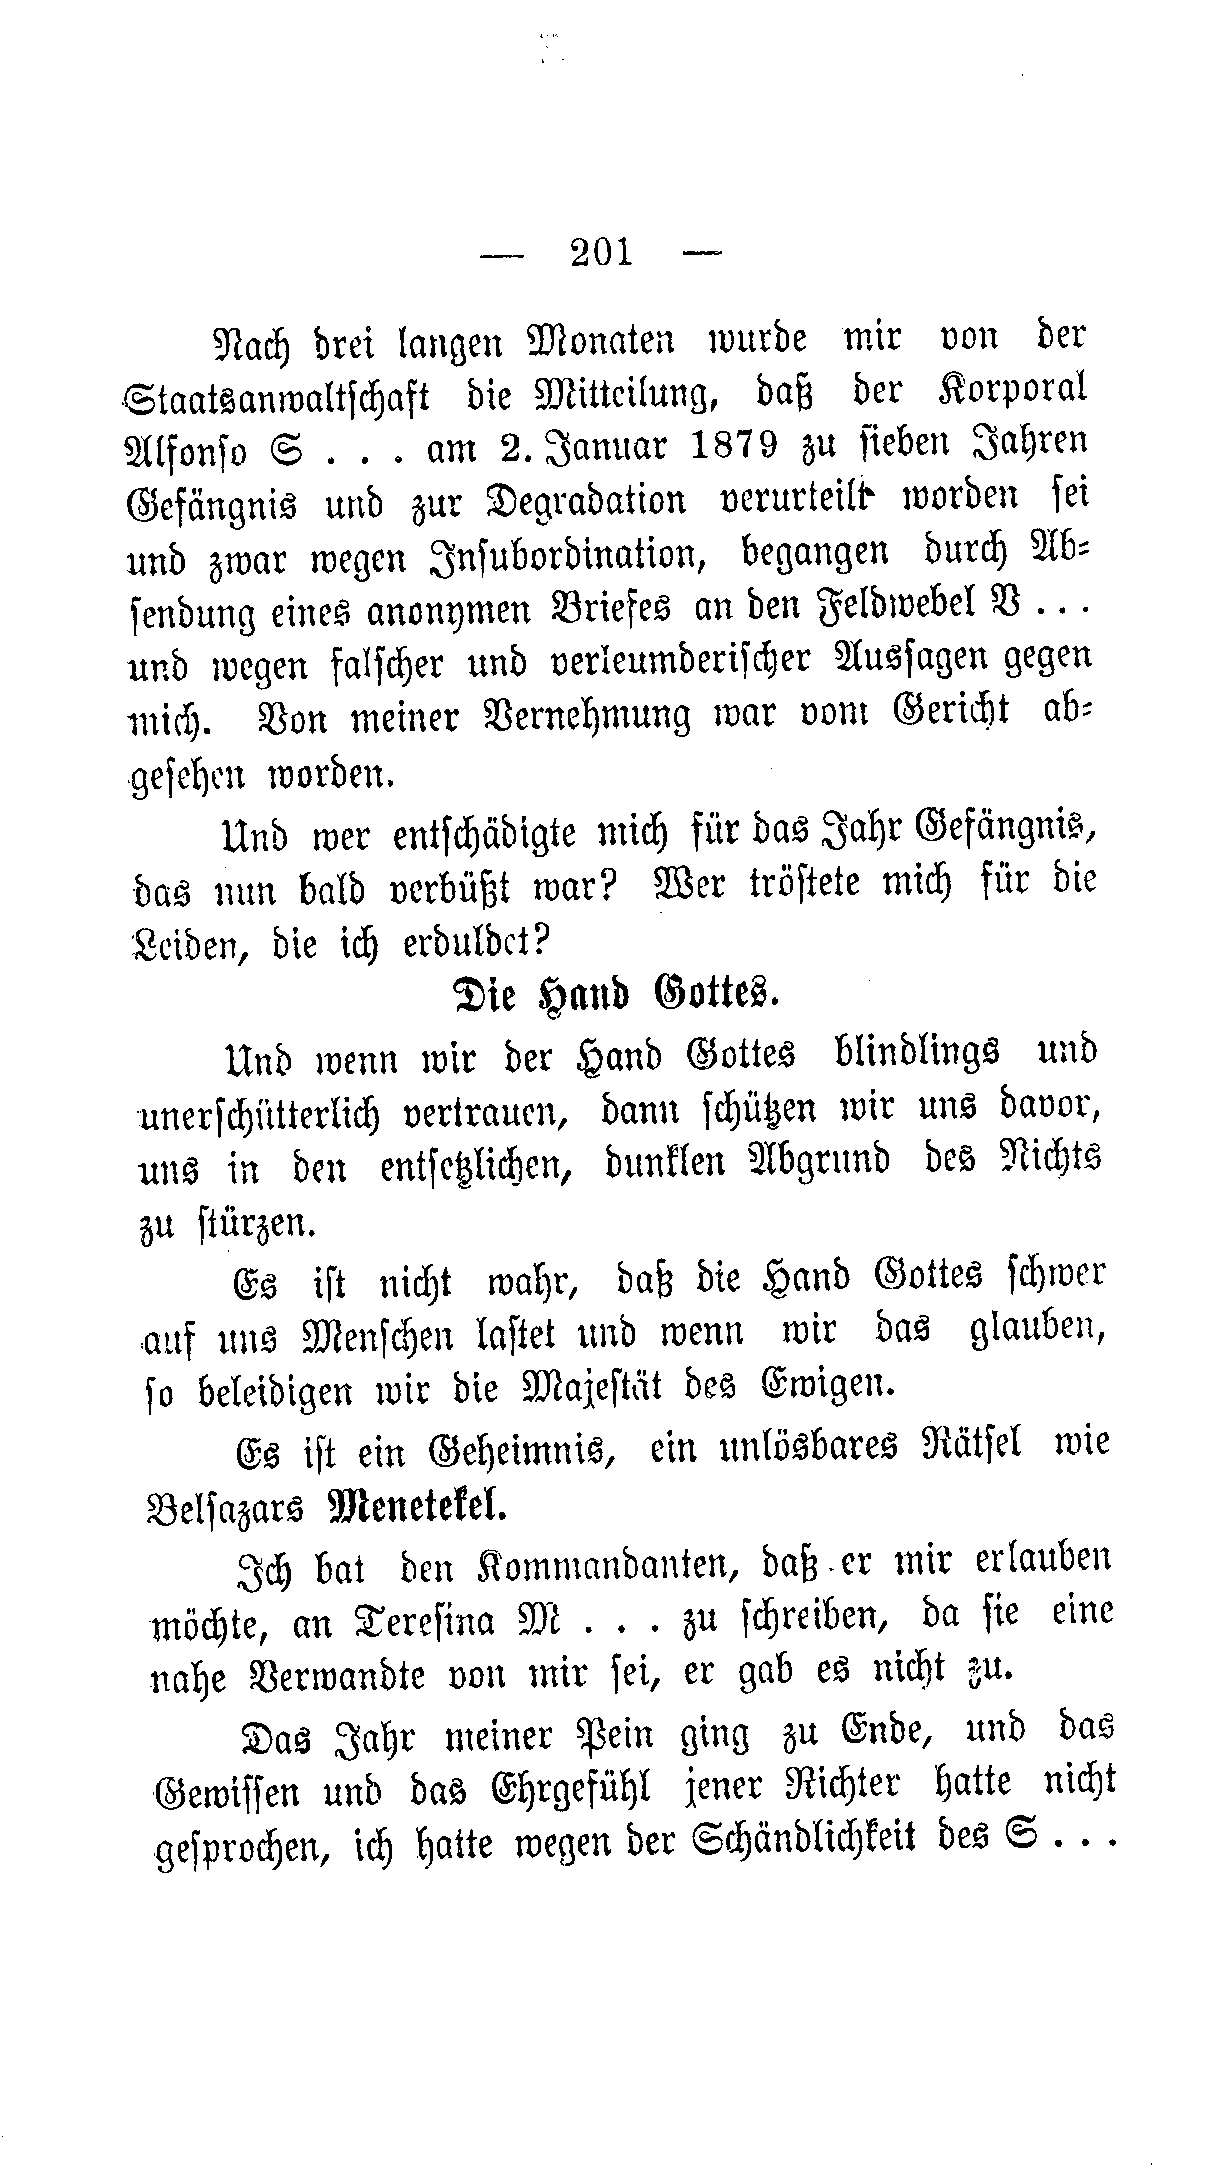 — 201 —
Nach drei langen Monaten wurde mir von der
Staatsanwaltschaft die Mitteilung, daß der Korporal
Alfonso S . . . am 2. Januar 1879 zu sieben Jahren
Gefängnis und zur Degradation verurteilt worden sei
und zwar wegen Insubordination, begangen durch Ab-
sendung eines anonymen Briefes an den Feldwebel V . . .
und wegen falscher und verleumderischer Aussagen gegen
mich. Von meiner Vernehmung war vom Gericht ab-
gesehen worden.
Und wer entschädigte mich für das Jahr Gefängnis,
das nun bald verbüßt war? Wer tröstete mich für die
Leiden, die ich erduldet?
Die Hand Gottes.
Und wenn wir der Hand Gottes blindlings und
unerschütterlich vertrauen, dann schützen wir uns davor,
uns in den entsetzlichen, dunklen Abgrund des Nichts
zu stürzen.
Es ist nicht wahr, daß die Hand Gottes schwer
auf uns Menschen lastet und wenn wir das glauben,
so beleidigen wir die Majestät des Ewigen.
Es ist ein Geheimnis, ein unlösbares Rätsel wie
Belsazars Menetekel.
Ich bat den Kommandanten, daß er mir erlauben
möchte, an Teresina M . . . zu schreiben, da sie eine
nahe Verwandte von mir sei, er gab es nicht zu.
Das Jahr meiner Pein ging zu Ende, und das
Gewissen und das Ehrgefühl jener Richter hatte nicht
gesprochen, ich hatte wegen der Schändlichkeit des S . . .